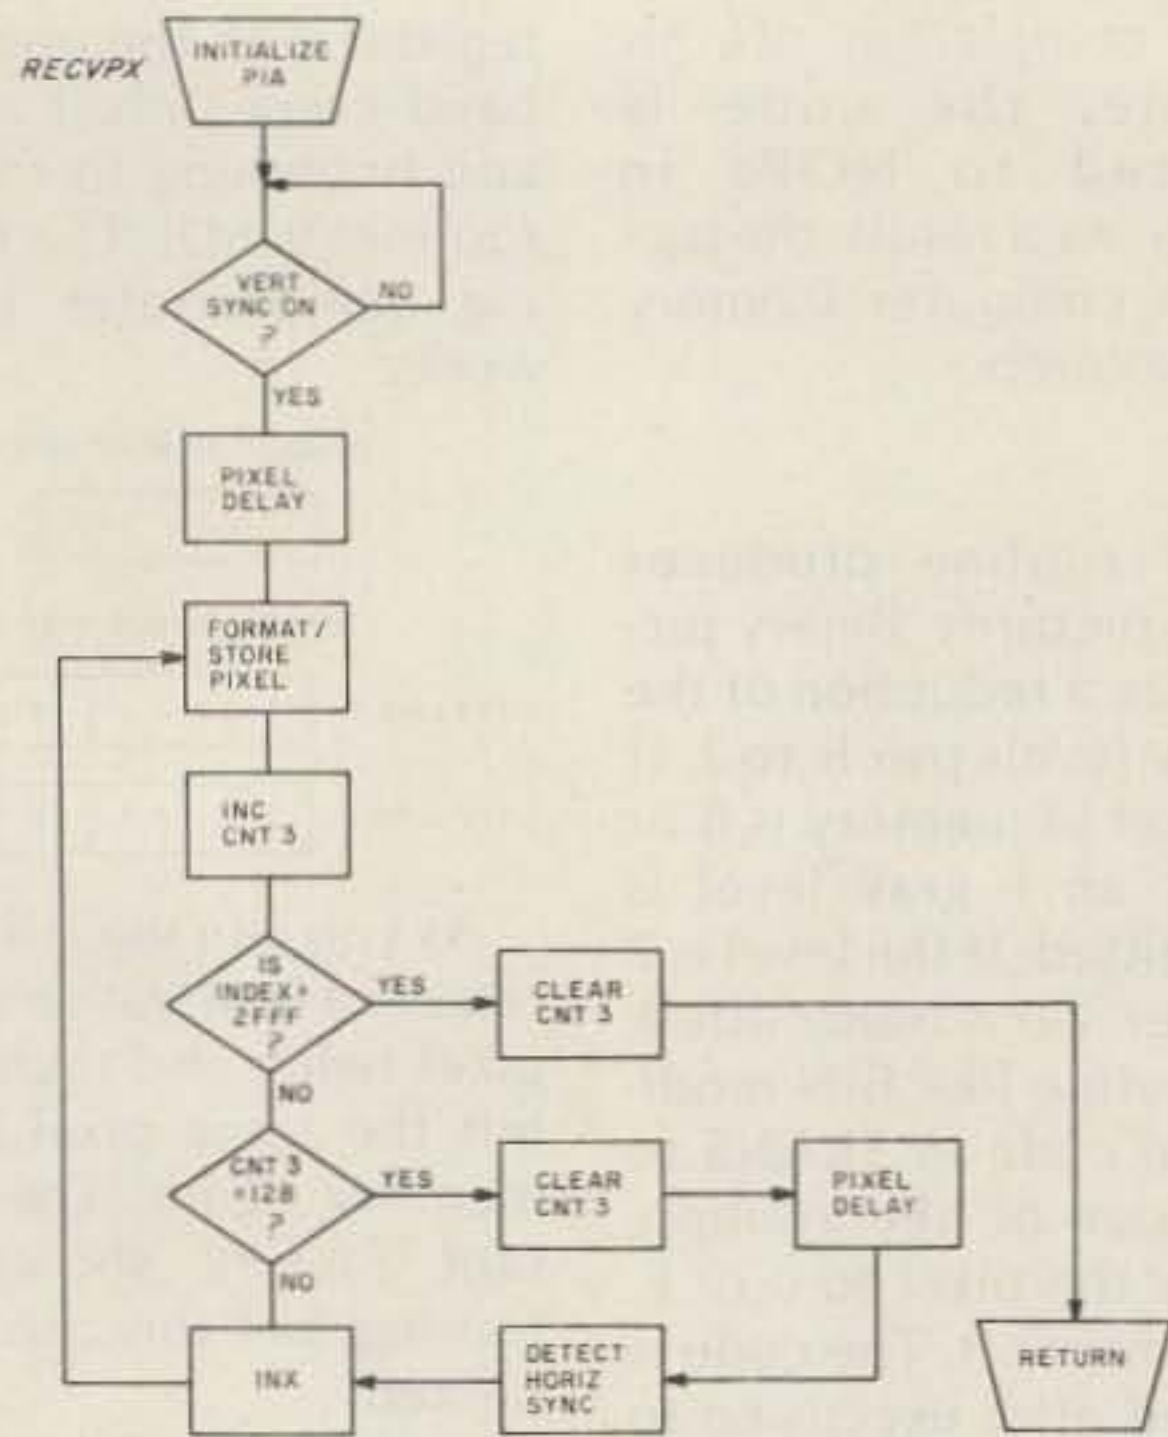 RECVPX
INITIALIZE
PIA
VERT
SYNC ON
?
NO
YES
PIXEL
DELAY
FORMAT/
STORE
PIXEL
INC
CNT 3
IS
INDEX =
2FFF
?
YES
CLEAR
CNT 3
NO
CNT 3
=128
?
YES
CLEAR
CNT 3
PIXEL
DELAY
NO
INX
DETECT
HORIZ
SYNC
RETURN